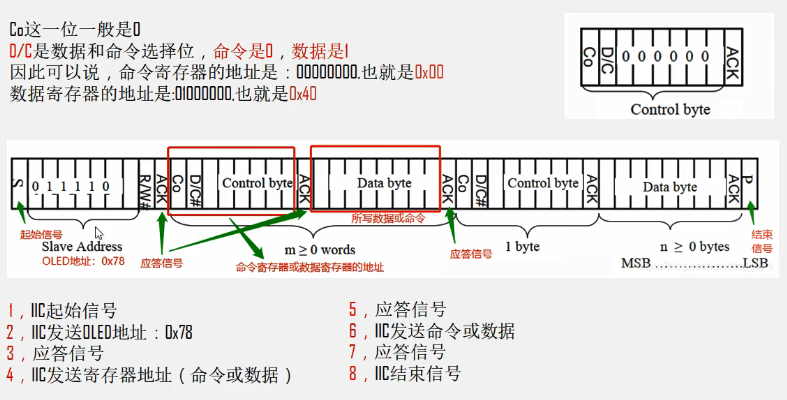 Co这一位一般是0
D/C是数据和命令选择位，命令是0，数据是1
因此可以说，命令寄存器的地址是：00000000.也就是0x00
数据寄存器的地址是:01000000.也就是0x40
Co D/C 0 0 0 0 0 0 ACK
Control byte
S 0 1 1 1 1 0 R/W# ACK Co D/C# Control byte ACK Data byte ACK Co D/C# Control byte ACK Data byte ACK P
起始信号
Slave Address
OLED地址：0x78
应答信号
m ≥ 0 words
命令寄存器或数据寄存器的地址
所写数据或命令
应答信号
1 byte
n ≥ 0 bytes
MSB
LSB
结束
信号
1，IIC起始信号
2，IIC发送OLED地址：0x78
3，应答信号
4，IIC发送寄存器地址（命令或数据）
5，应答信号
6，IIC发送命令或数据
7，应答信号
8，IIC结束信号